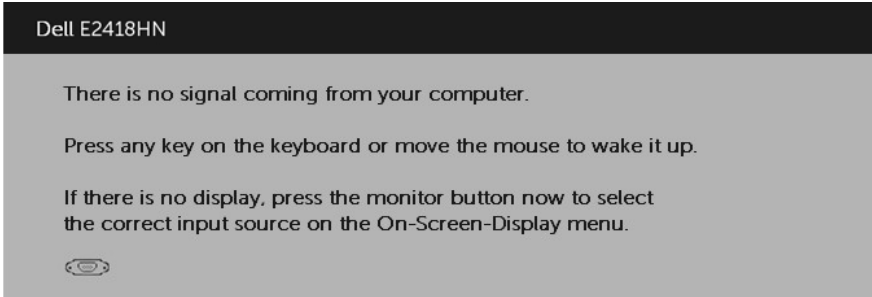 Dell E2418HN
There is no signal coming from your computer.
Press any key on the keyboard or move the mouse to wake it up.
If there is no display, press the monitor button now to select
the correct input source on the On-Screen-Display menu.